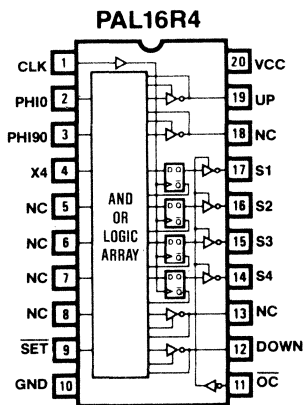 PAL16R4
CLK 1
PHI0 2
PHI90 3
X4 4
NC 5
NC 6
NC 7
NC 8
SET 9
GND 10
AND
OR
LOGIC
ARRAY
D Q
Q
D Q
Q
D Q
Q
D Q
Q
20 VCC
19 UP
18 NC
17 S1
16 S2
15 S3
14 S4
13 NC
12 DOWN
11 OC